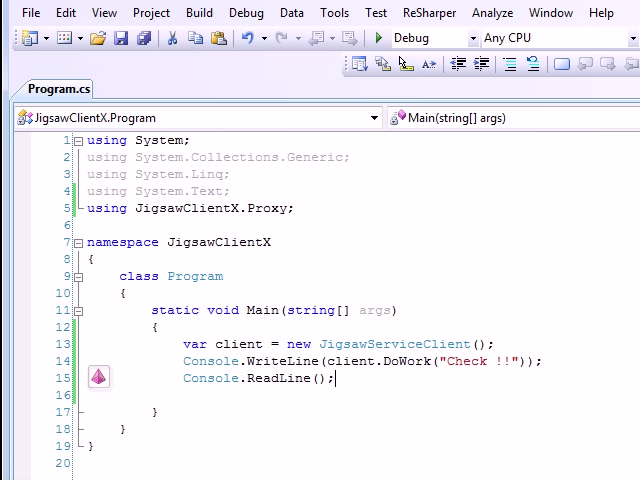 File Edit View Project Build Debug Data Tools Test ReSharper Analyze Window Help
Debug Any CPU
Program.cs
JigsawClientX.Program Main(string[] args)
1 using System;
2 using System.Collections.Generic;
3 using System.Linq;
4 using System.Text;
5 using JigsawClientX.Proxy;
6
7 namespace JigsawClientX
8 {
9 class Program
10 {
11 static void Main(string[] args)
12 {
13 var client = new JigsawServiceClient();
14 Console.WriteLine(client.DoWork("Check !!"));
15 Console.ReadLine();
16
17 }
18 }
19 }
20